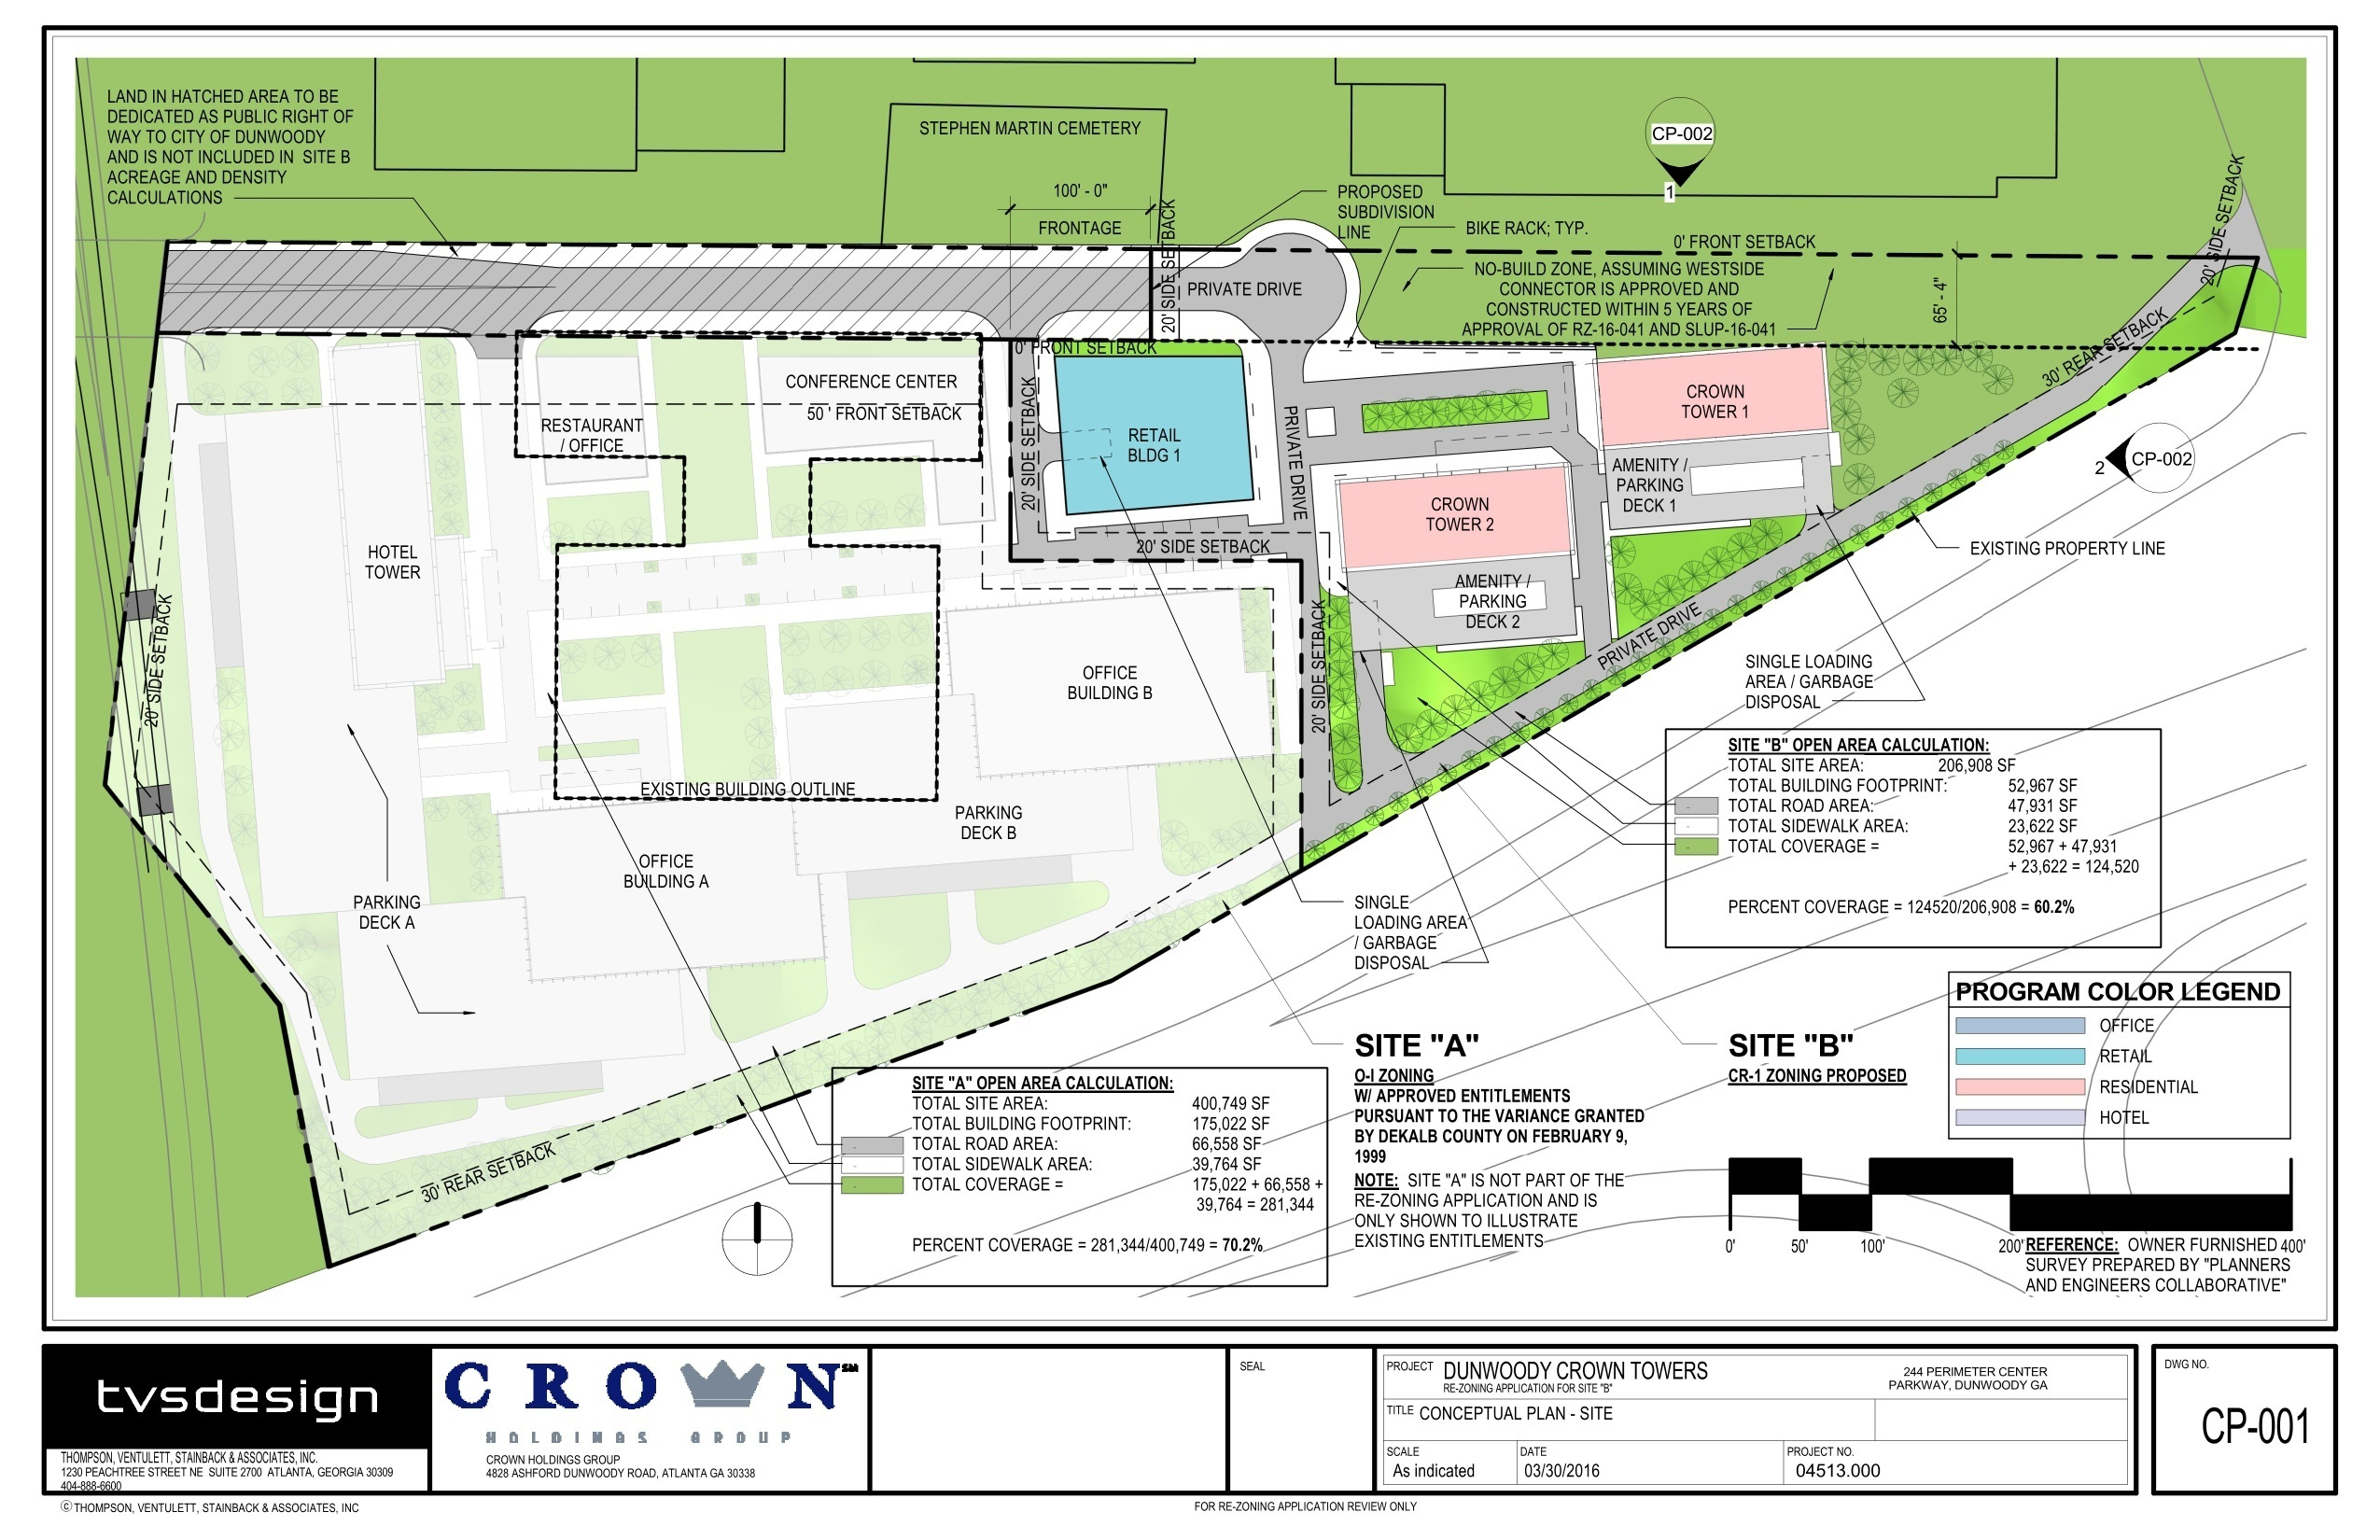 LAND IN HATCHED AREA TO BE
DEDICATED AS PUBLIC RIGHT OF
WAY TO CITY OF DUNWOODY
AND IS NOT INCLUDED IN SITE B
ACREAGE AND DENSITY
CALCULATIONS
STEPHEN MARTIN CEMETERY
100' - 0"
FRONTAGE
20' SIDE SETBACK
PROPOSED
SUBDIVISION
LINE
BIKE RACK; TYP.
CP-002
1
0' FRONT SETBACK
20' SIDE SETBACK
PRIVATE DRIVE
NO-BUILD ZONE, ASSUMING WESTSIDE
CONNECTOR IS APPROVED AND
CONSTRUCTED WITHIN 5 YEARS OF
APPROVAL OF RZ-16-041 AND SLUP-16-041
65' - 4"
30' REAR SETBACK
0' FRONT SETBACK
CONFERENCE CENTER
50 ' FRONT SETBACK
RESTAURANT
/ OFFICE
20' SIDE SETBACK
RETAIL
BLDG 1
PRIVATE DRIVE
CROWN
TOWER 1
AMENITY /
PARKING
DECK 1
CROWN
TOWER 2
CP-002
2
HOTEL
TOWER
20' SIDE SETBACK
EXISTING PROPERTY LINE
AMENITY /
PARKING
DECK 2
20' SIDE SETBACK
20' SIDE SETBACK
PRIVATE DRIVE
OFFICE
BUILDING B
SINGLE LOADING
AREA / GARBAGE
DISPOSAL
EXISTING BUILDING OUTLINE
PARKING
DECK B
OFFICE
BUILDING A
PARKING
DECK A
SINGLE
LOADING AREA
/ GARBAGE
DISPOSAL
SITE "B" OPEN AREA CALCULATION:
TOTAL SITE AREA: 206,908 SF
TOTAL BUILDING FOOTPRINT: 52,967 SF
TOTAL ROAD AREA: 47,931 SF
TOTAL SIDEWALK AREA: 23,622 SF
TOTAL COVERAGE = 52,967 + 47,931
+ 23,622 = 124,520
PERCENT COVERAGE = 124520/206,908 = 60.2%
PROGRAM COLOR LEGEND
OFFICE
RETAIL
RESIDENTIAL
HOTEL
SITE "A"
O-I ZONING
W/ APPROVED ENTITLEMENTS
PURSUANT TO THE VARIANCE GRANTED
BY DEKALB COUNTY ON FEBRUARY 9,
1999
NOTE: SITE "A" IS NOT PART OF THE
RE-ZONING APPLICATION AND IS
ONLY SHOWN TO ILLUSTRATE
EXISTING ENTITLEMENTS
SITE "B"
CR-1 ZONING PROPOSED
30' REAR SETBACK
SITE "A" OPEN AREA CALCULATION:
TOTAL SITE AREA: 400,749 SF
TOTAL BUILDING FOOTPRINT: 175,022 SF
TOTAL ROAD AREA: 66,558 SF
TOTAL SIDEWALK AREA: 39,764 SF
TOTAL COVERAGE = 175,022 + 66,558 +
39,764 = 281,344
PERCENT COVERAGE = 281,344/400,749 = 70.2%
0' 50' 100' 200' 400'
REFERENCE: OWNER FURNISHED
SURVEY PREPARED BY "PLANNERS
AND ENGINEERS COLLABORATIVE"
tvsdesign
THOMPSON, VENTULETT, STAINBACK & ASSOCIATES, INC.
1230 PEACHTREE STREET NE SUITE 2700 ATLANTA, GEORGIA 30309
404-888-6600
CROWN SM
HOLDINGS GROUP
CROWN HOLDINGS GROUP
4828 ASHFORD DUNWOODY ROAD, ATLANTA GA 30338
SEAL
PROJECT DUNWOODY CROWN TOWERS
RE-ZONING APPLICATION FOR SITE "B"
244 PERIMETER CENTER
PARKWAY, DUNWOODY GA
TITLE CONCEPTUAL PLAN - SITE
SCALE
As indicated
DATE
03/30/2016
PROJECT NO.
04513.000
DWG NO.
CP-001
© THOMPSON, VENTULETT, STAINBACK & ASSOCIATES, INC
FOR RE-ZONING APPLICATION REVIEW ONLY